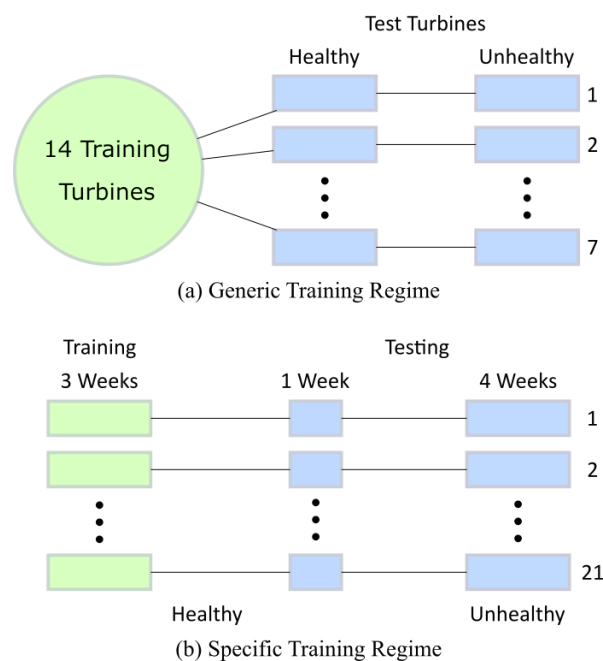 Test Turbines
Healthy Unhealthy
14 Training
Turbines
1
2
7
(a) Generic Training Regime
Training Testing
3 Weeks 1 Week 4 Weeks
1
2
21
Healthy Unhealthy
(b) Specific Training Regime